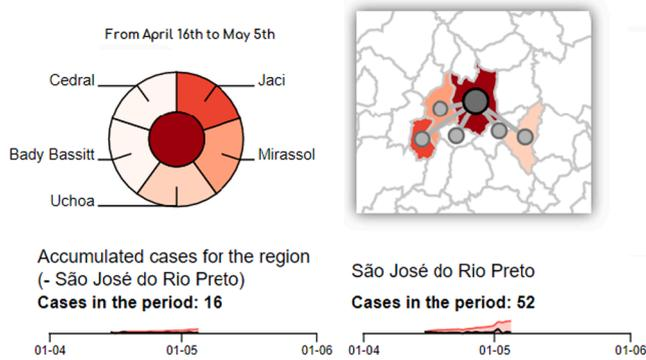 From April 16th to May 5th
Cedral
Jaci
Bady Bassitt
Mirassol
Uchoa
Accumulated cases for the region
(- São José do Rio Preto)
Cases in the period: 16
01-04
01-05
01-06
São José do Rio Preto
Cases in the period: 52
01-04
01-05
01-06